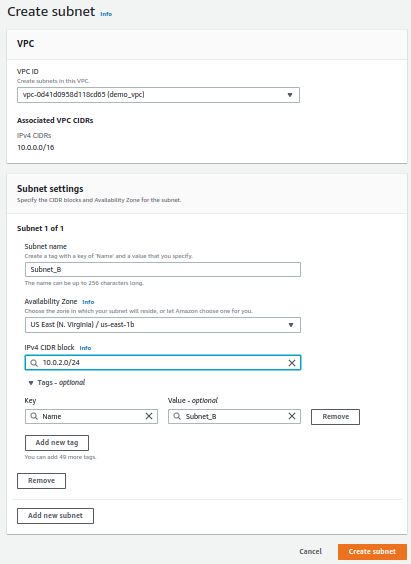 Create subnet Info
VPC
VPC ID
Create subnets in this VPC.
vpc-0d41d0958d118cd65 (demo_vpc)
Associated VPC CIDRs
IPv4 CIDRs
10.0.0.0/16
Subnet settings
Specify the CIDR blocks and Availability Zone for the subnet.
Subnet 1 of 1
Subnet name
Create a tag with a key of 'Name' and a value that you specify.
Subnet_B
The name can be up to 256 characters long.
Availability Zone Info
Choose the zone in which your subnet will reside, or let Amazon choose one for you.
US East (N. Virginia) / us-east-1b
IPv4 CIDR block Info
10.0.2.0/24
Tags - optional
Key Value - optional
Name Subnet_B Remove
Add new tag
You can add 49 more tags.
Remove
Add new subnet
Cancel Create subnet